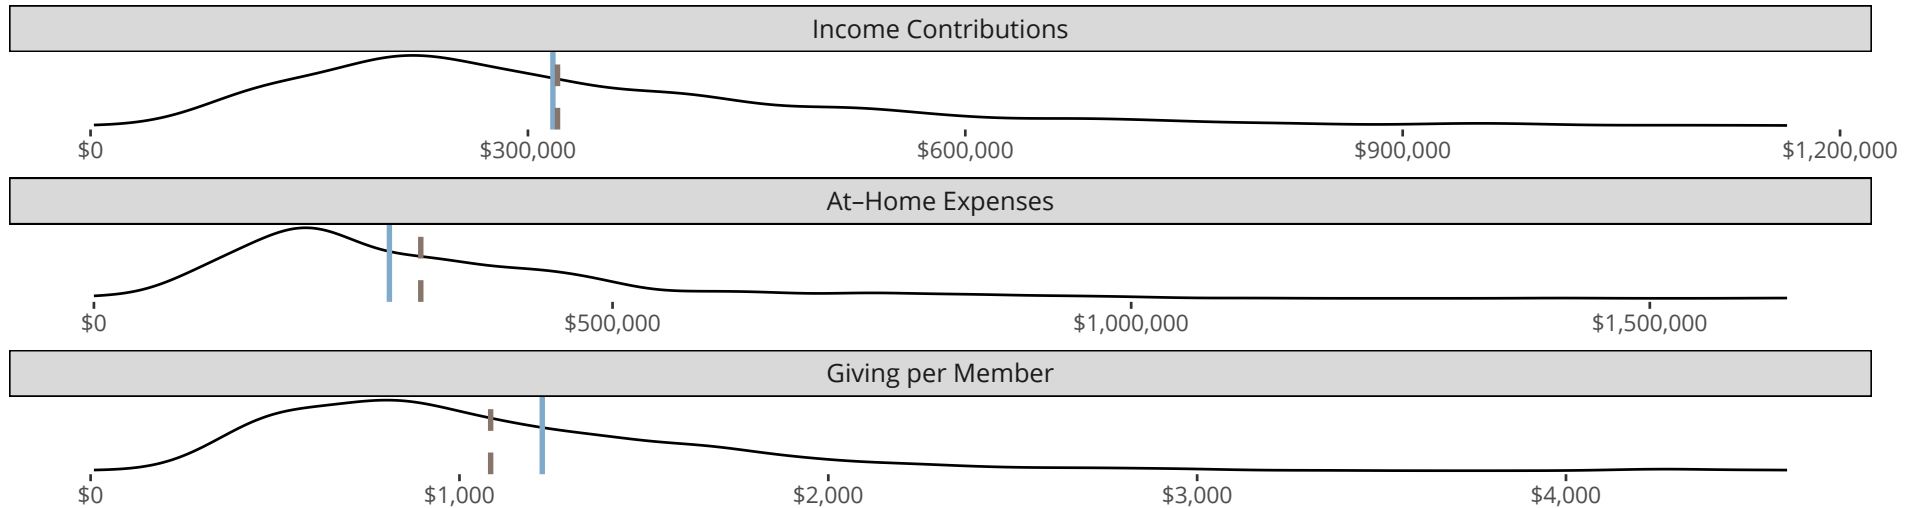 Income Contributions
$0 $300,000 $600,000 $900,000 $1,200,000
At–Home Expenses
$0 $500,000 $1,000,000 $1,500,000
Giving per Member
$0 $1,000 $2,000 $3,000 $4,000